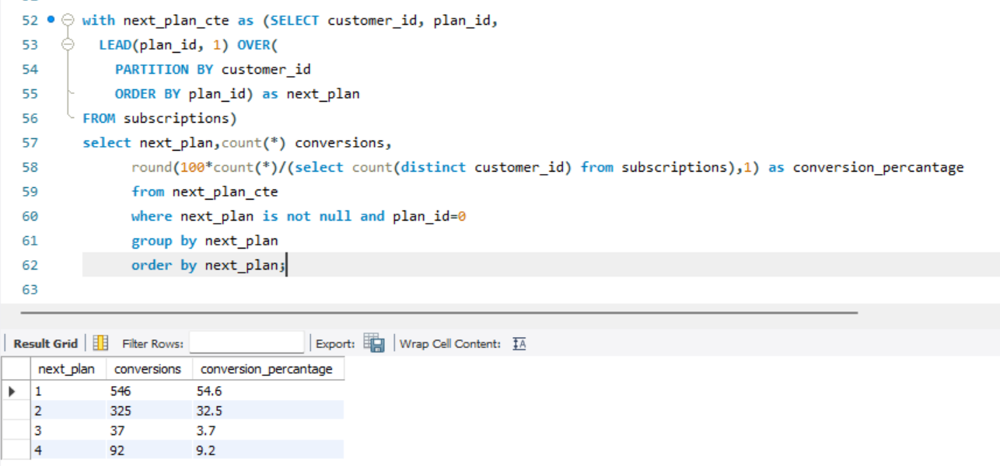 52 with next_plan_cte as (SELECT customer_id, plan_id,
53 LEAD(plan_id, 1) OVER(
54 PARTITION BY customer_id
55 ORDER BY plan_id) as next_plan
56 FROM subscriptions)
57 select next_plan,count(*) conversions,
58 round(100*count(*)/(select count(distinct customer_id) from subscriptions),1) as conversion_percantage
59 from next_plan_cte
60 where next_plan is not null and plan_id=0
61 group by next_plan
62 order by next_plan;
63
Result Grid Filter Rows: Export: Wrap Cell Content: IA
next_plan conversions conversion_percantage
1 546 54.6
2 325 32.5
3 37 3.7
4 92 9.2